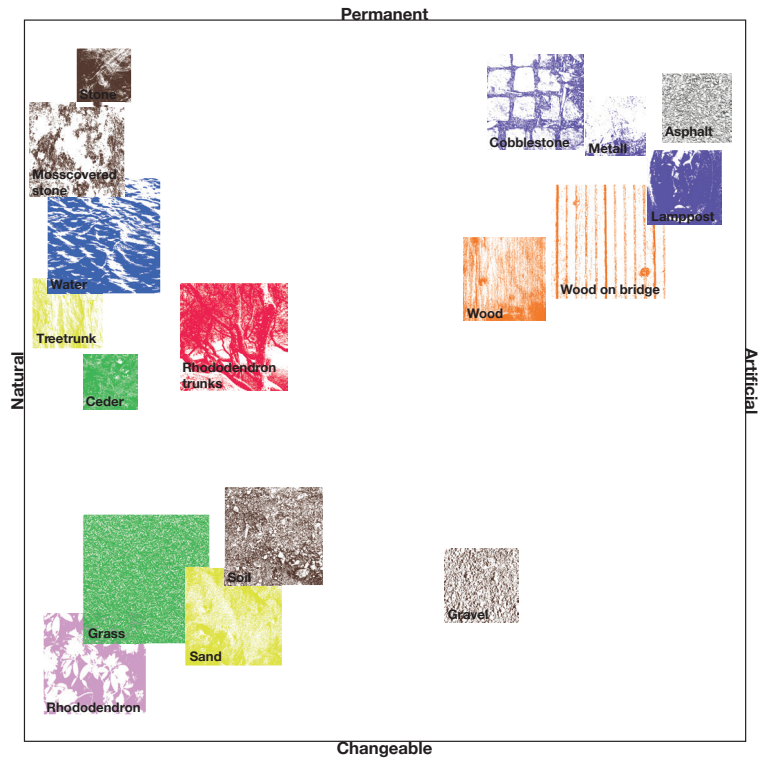 Permanent
Stone
Cobblestone
Metall
Asphalt
Mosscovered
stone
Lamppost
Water
Wood on bridge
Wood
Treetrunk
Rhododendron
trunks
Natural
Artificial
Ceder
Soil
Gravel
Grass
Sand
Rhododendron
Changeable